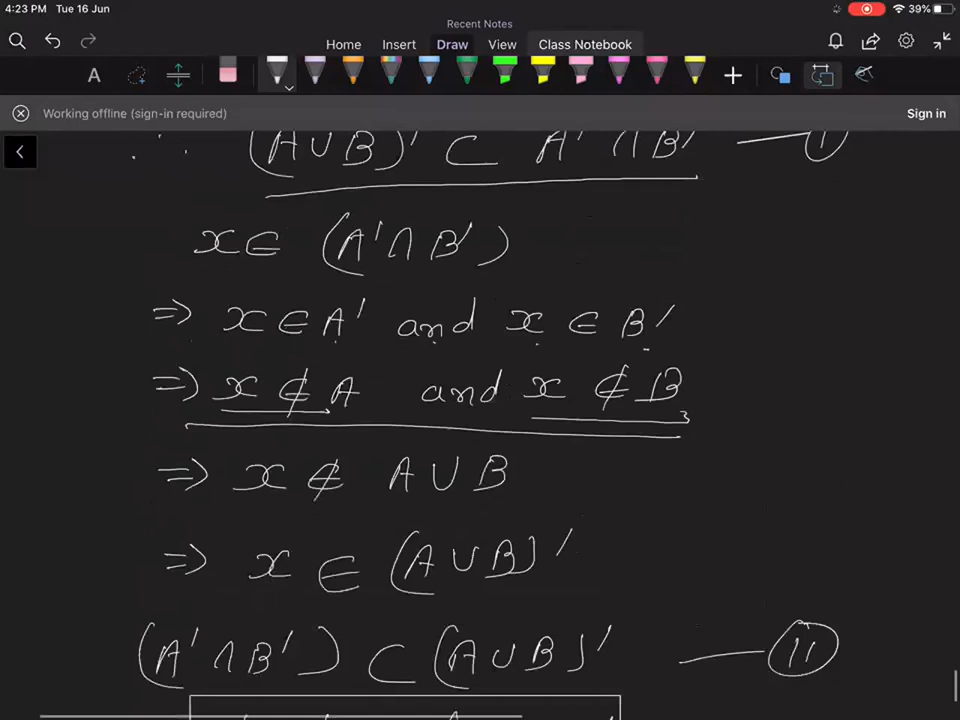 4:23 PM Tue 16 Jun
39%
Recent Notes
Home Insert Draw View Class Notebook
A
Working offline (sign-in required) Sign in
∴ (A∪B)' ⊂ A' ∩ B' — I
x ∈ (A' ∩ B')
⇒ x ∈ A' and x ∈ B'
⇒ x ∉ A and x ∉ B
⇒ x ∉ A ∪ B
⇒ x ∈ (A ∪ B)'
(A' ∩ B') ⊂ (A ∪ B)' — II